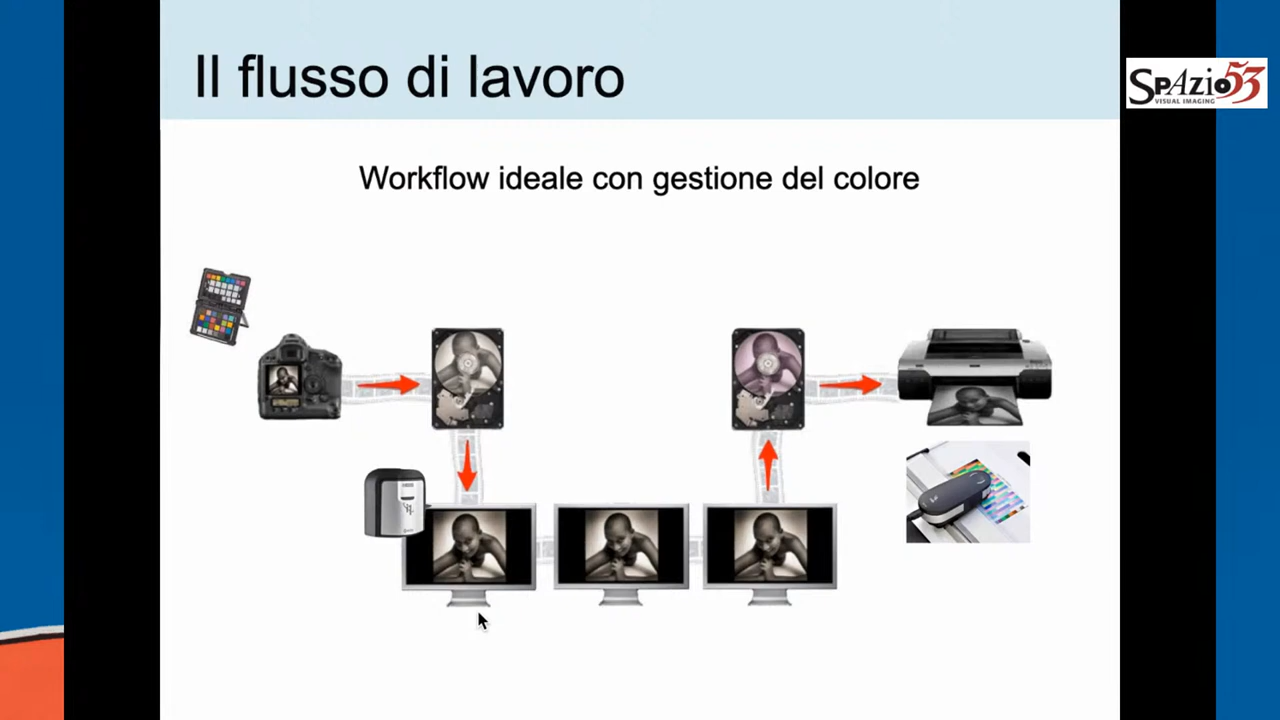 Il flusso di lavoro
SPAZIO53
VISUAL IMAGING
Workflow ideale con gestione del colore